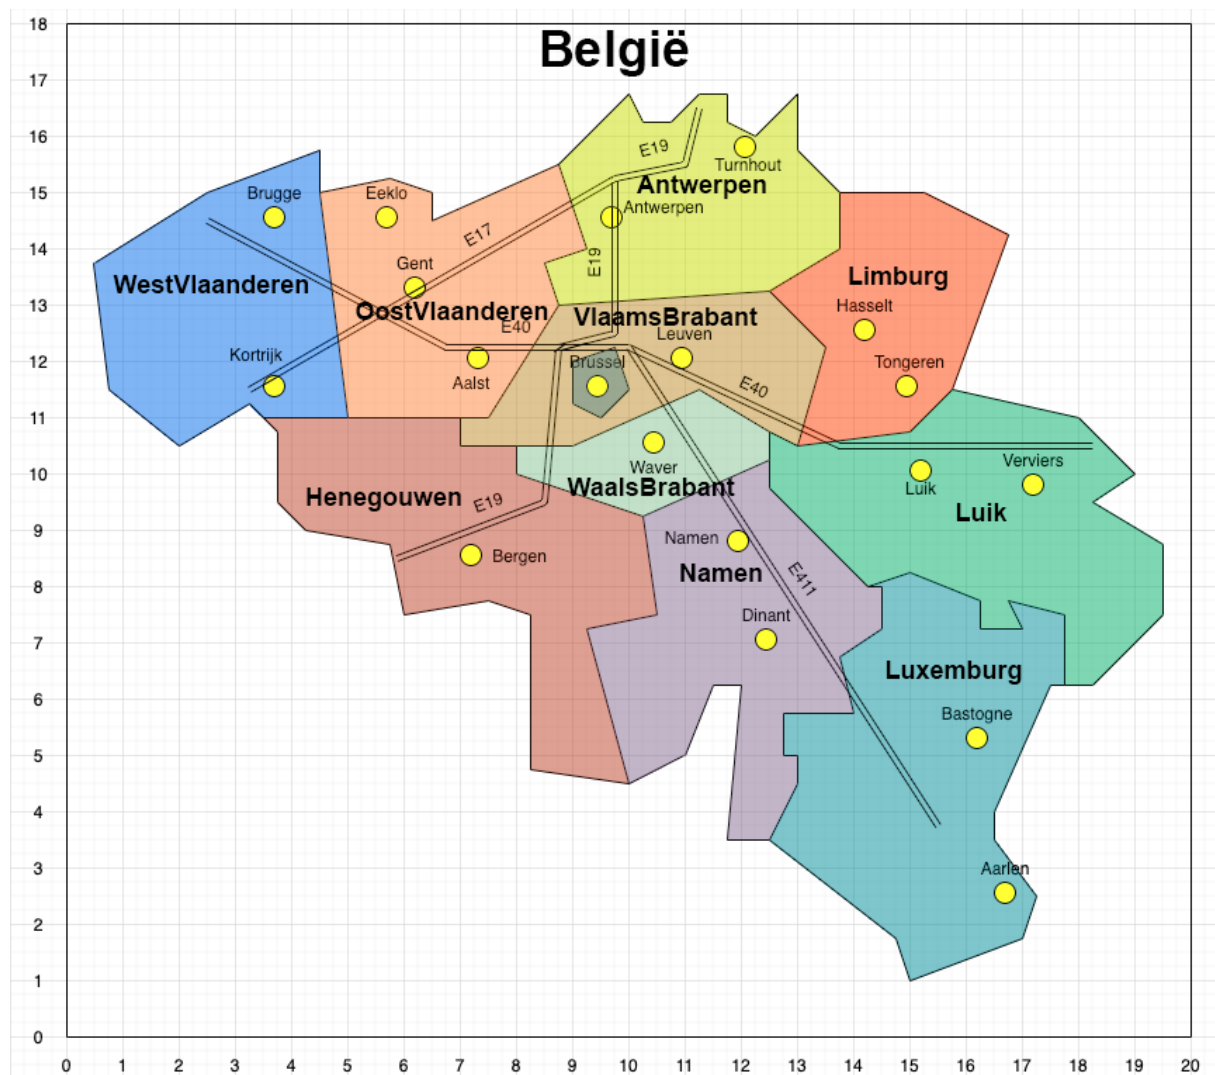 België
18
17
16
15
14
13
12
11
10
9
8
7
6
5
4
3
2
1
0
E19
Turnhout
Antwerpen
Brugge
Eeklo
Antwerpen
E17
Gent
E19
WestVlaanderen
Limburg
OostVlaanderen
VlaamsBrabant
Hasselt
E40
Leuven
Kortrijk
Brussel
Tongeren
Aalst
E40
Waver
Verviers
WaalsBrabant
Luik
Henegouwen
E19
Luik
Namen
Bergen
Namen
E411
Dinant
Luxemburg
Bastogne
Aarlen
0 1 2 3 4 5 6 7 8 9 10 11 12 13 14 15 16 17 18 19 20